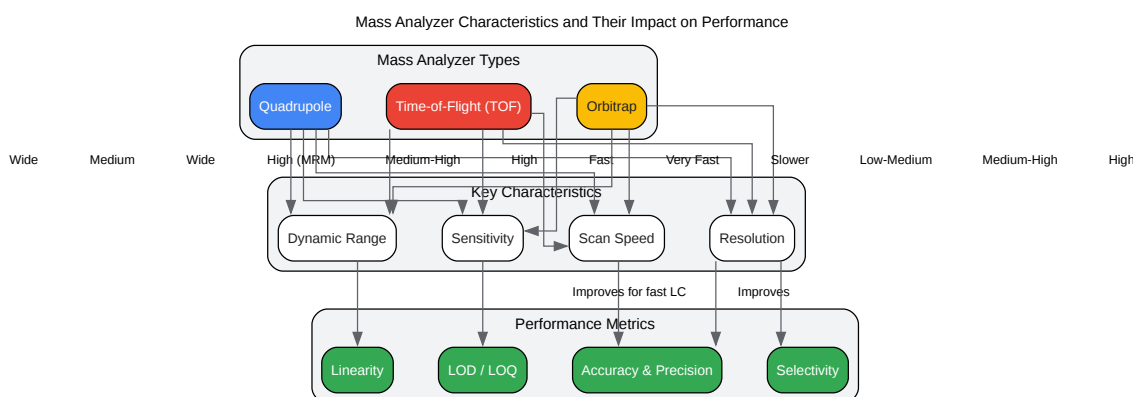 Mass Analyzer Characteristics and Their Impact on Performance
Mass Analyzer Types
Quadrupole
Time-of-Flight (TOF)
Orbitrap
Wide
Medium
Wide
High (MRM)
Medium-High
High
Fast
Very Fast
Slower
Low-Medium
Medium-High
High
Key Characteristics
Dynamic Range
Sensitivity
Scan Speed
Resolution
Improves for fast LC
Improves
Performance Metrics
Linearity
LOD / LOQ
Accuracy & Precision
Selectivity